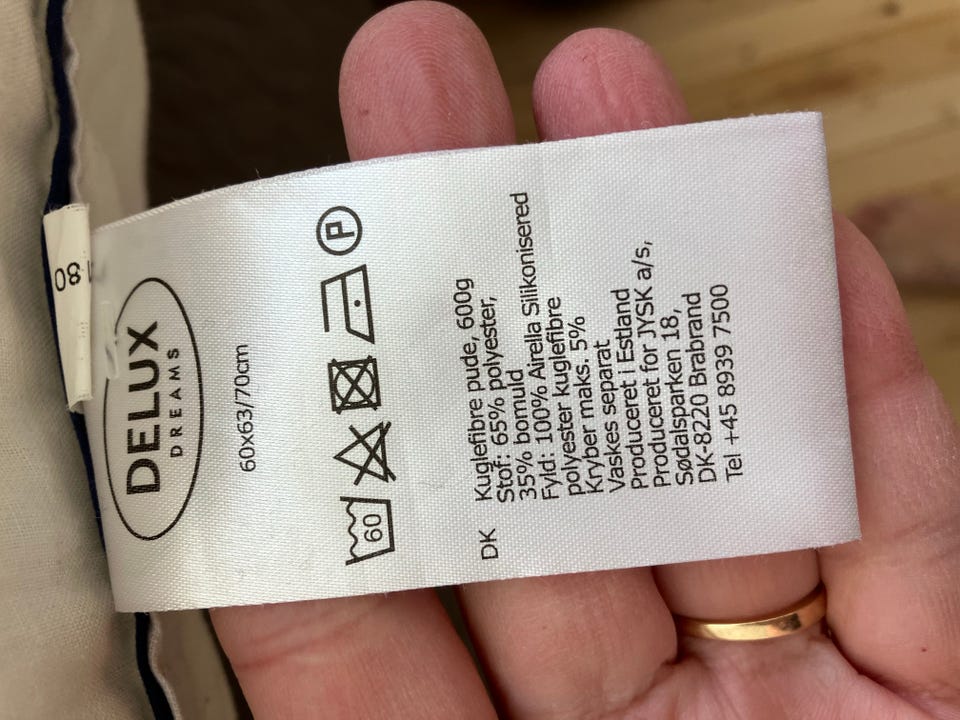 DELUX
DREAMS
60x63/70cm
60
P
DK Kuglefibre pude, 600g
Stof: 65% polyester,
35% bomuld
Fyld: 100% Airella Silikonisered
polyester kuglefibre
Kryber maks. 5%
Vaskes separat
Produceret i Estland
Produceret for JYSK a/s,
Sødalsparken 18,
DK-8220 Brabrand
Tel +45 8939 7500
80